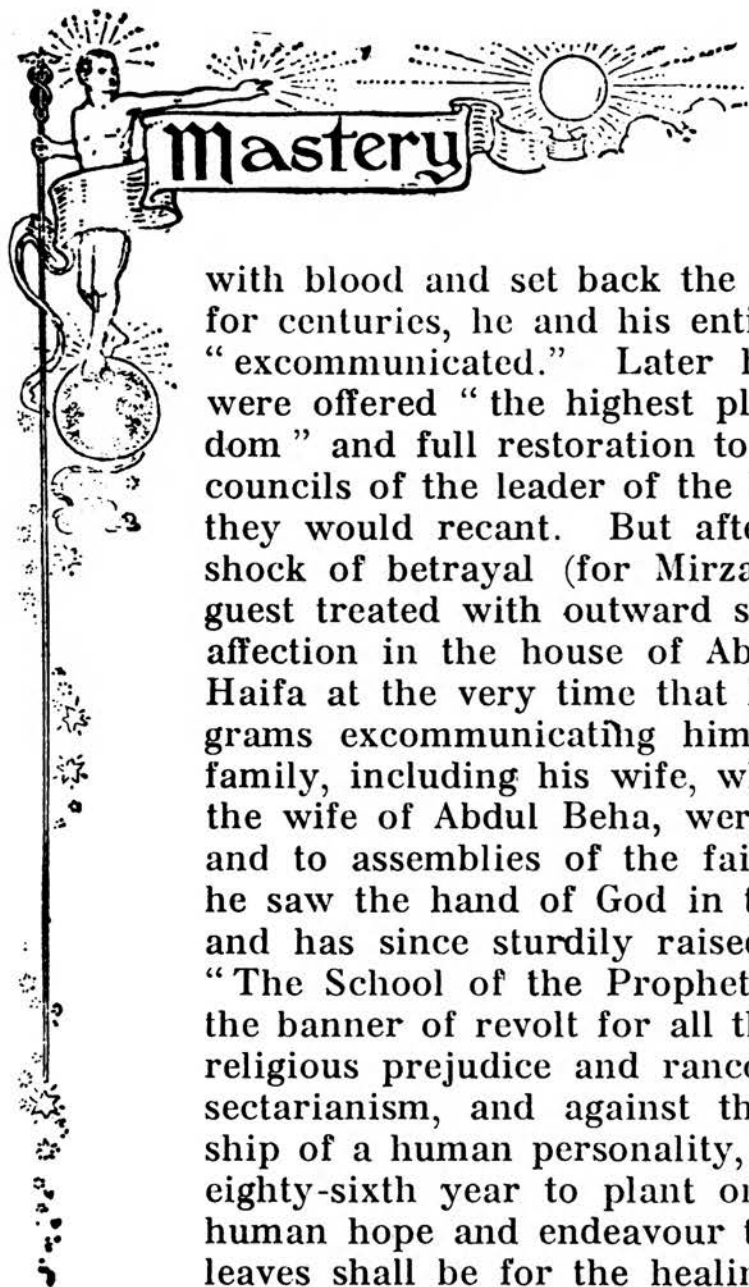 Mastery
with blood and set back the
for centuries, he and his enti
“ excommunicated.” Later h
were offered “ the highest pl
dom ” and full restoration to
councils of the leader of the
they would recant. But afte
shock of betrayal (for Mirza
guest treated with outward s
affection in the house of Ab
Haifa at the very time that
grams excommunicating him
family, including his wife, wh
the wife of Abdul Beha, wer
and to assemblies of the fai
he saw the hand of God in t
and has since sturdily raised
“ The School of the Prophet
the banner of revolt for all th
religious prejudice and ranco
sectarianism, and against th
ship of a human personality,
eighty-sixth year to plant or
human hope and endeavour t
leaves shall be for the healin